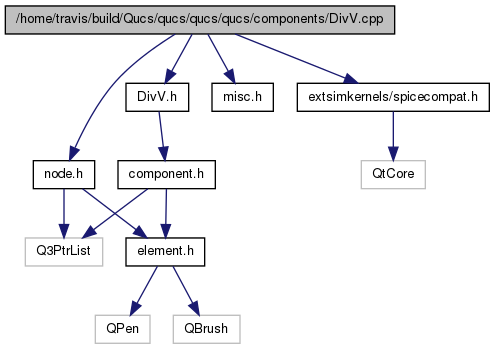 /home/travis/build/Qucs/qucs/qucs/qucs/components/DivV.cpp
DivV.h
misc.h
extsimkernels/spicecompat.h
node.h
component.h
QtCore
Q3PtrList
element.h
QPen
QBrush